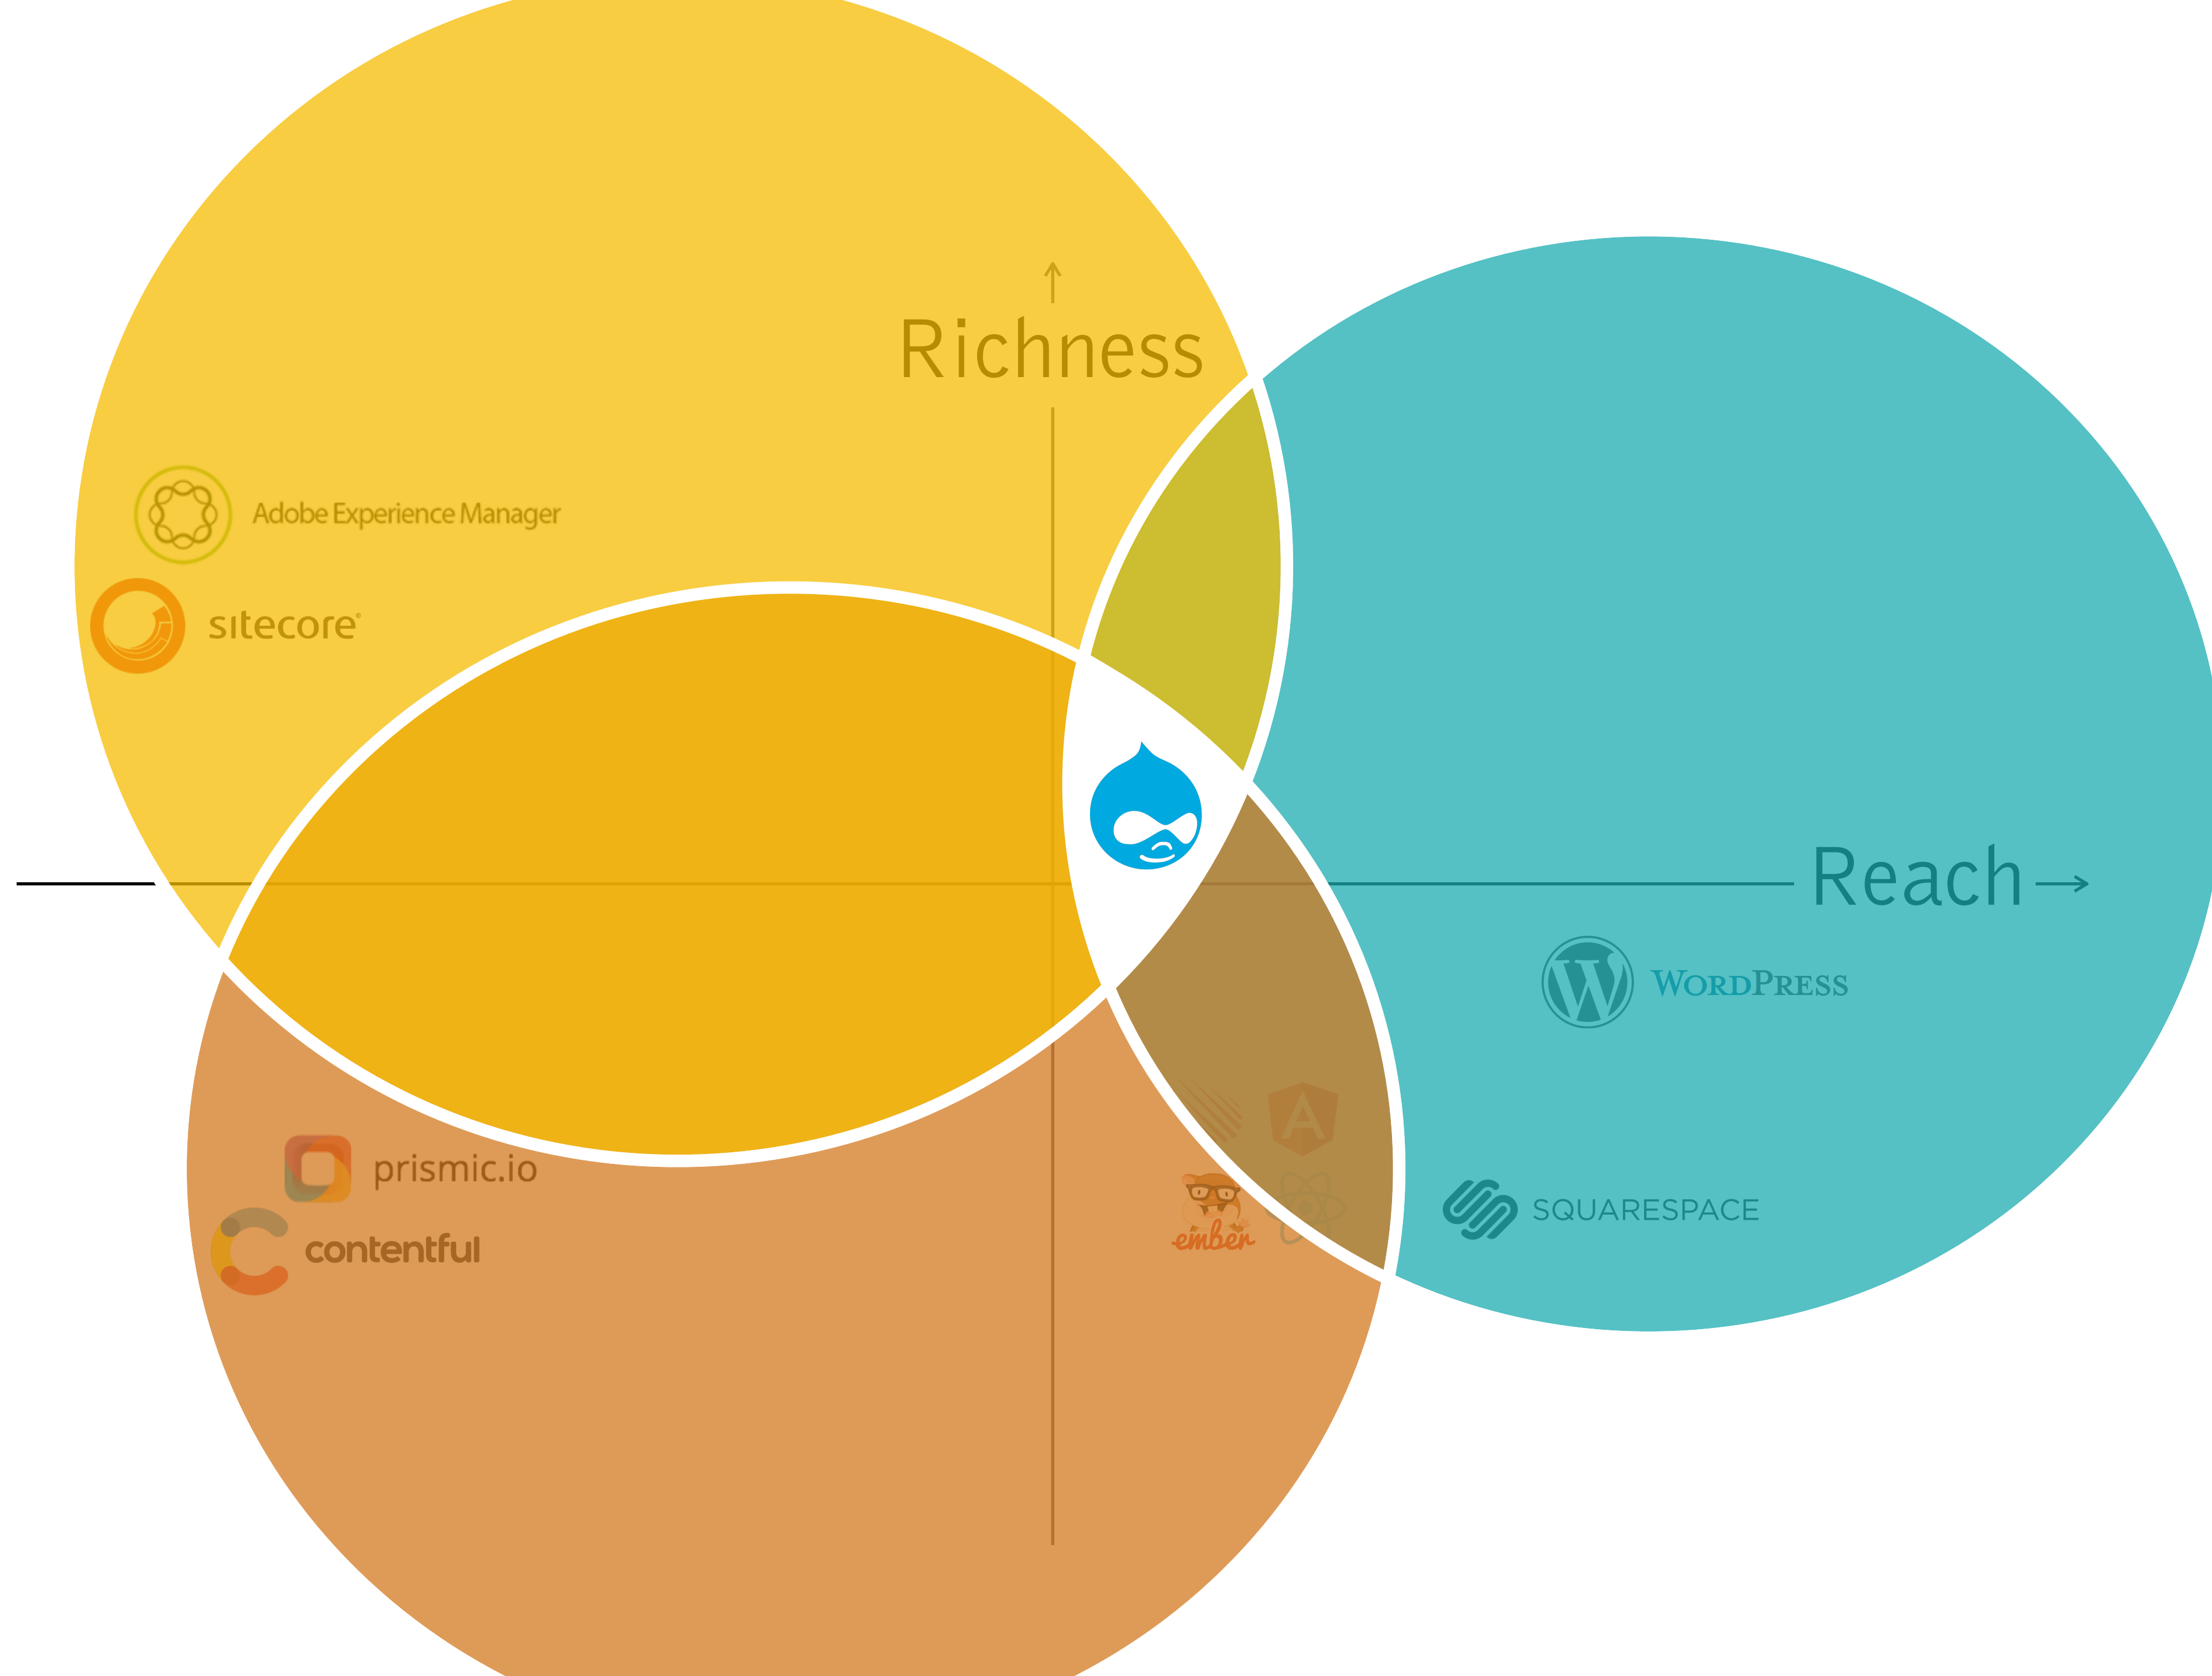 Richness
Adobe Experience Manager
sitecore®
Reach
WORDPRESS
prismic.io
contentful
ember
SQUARESPACE